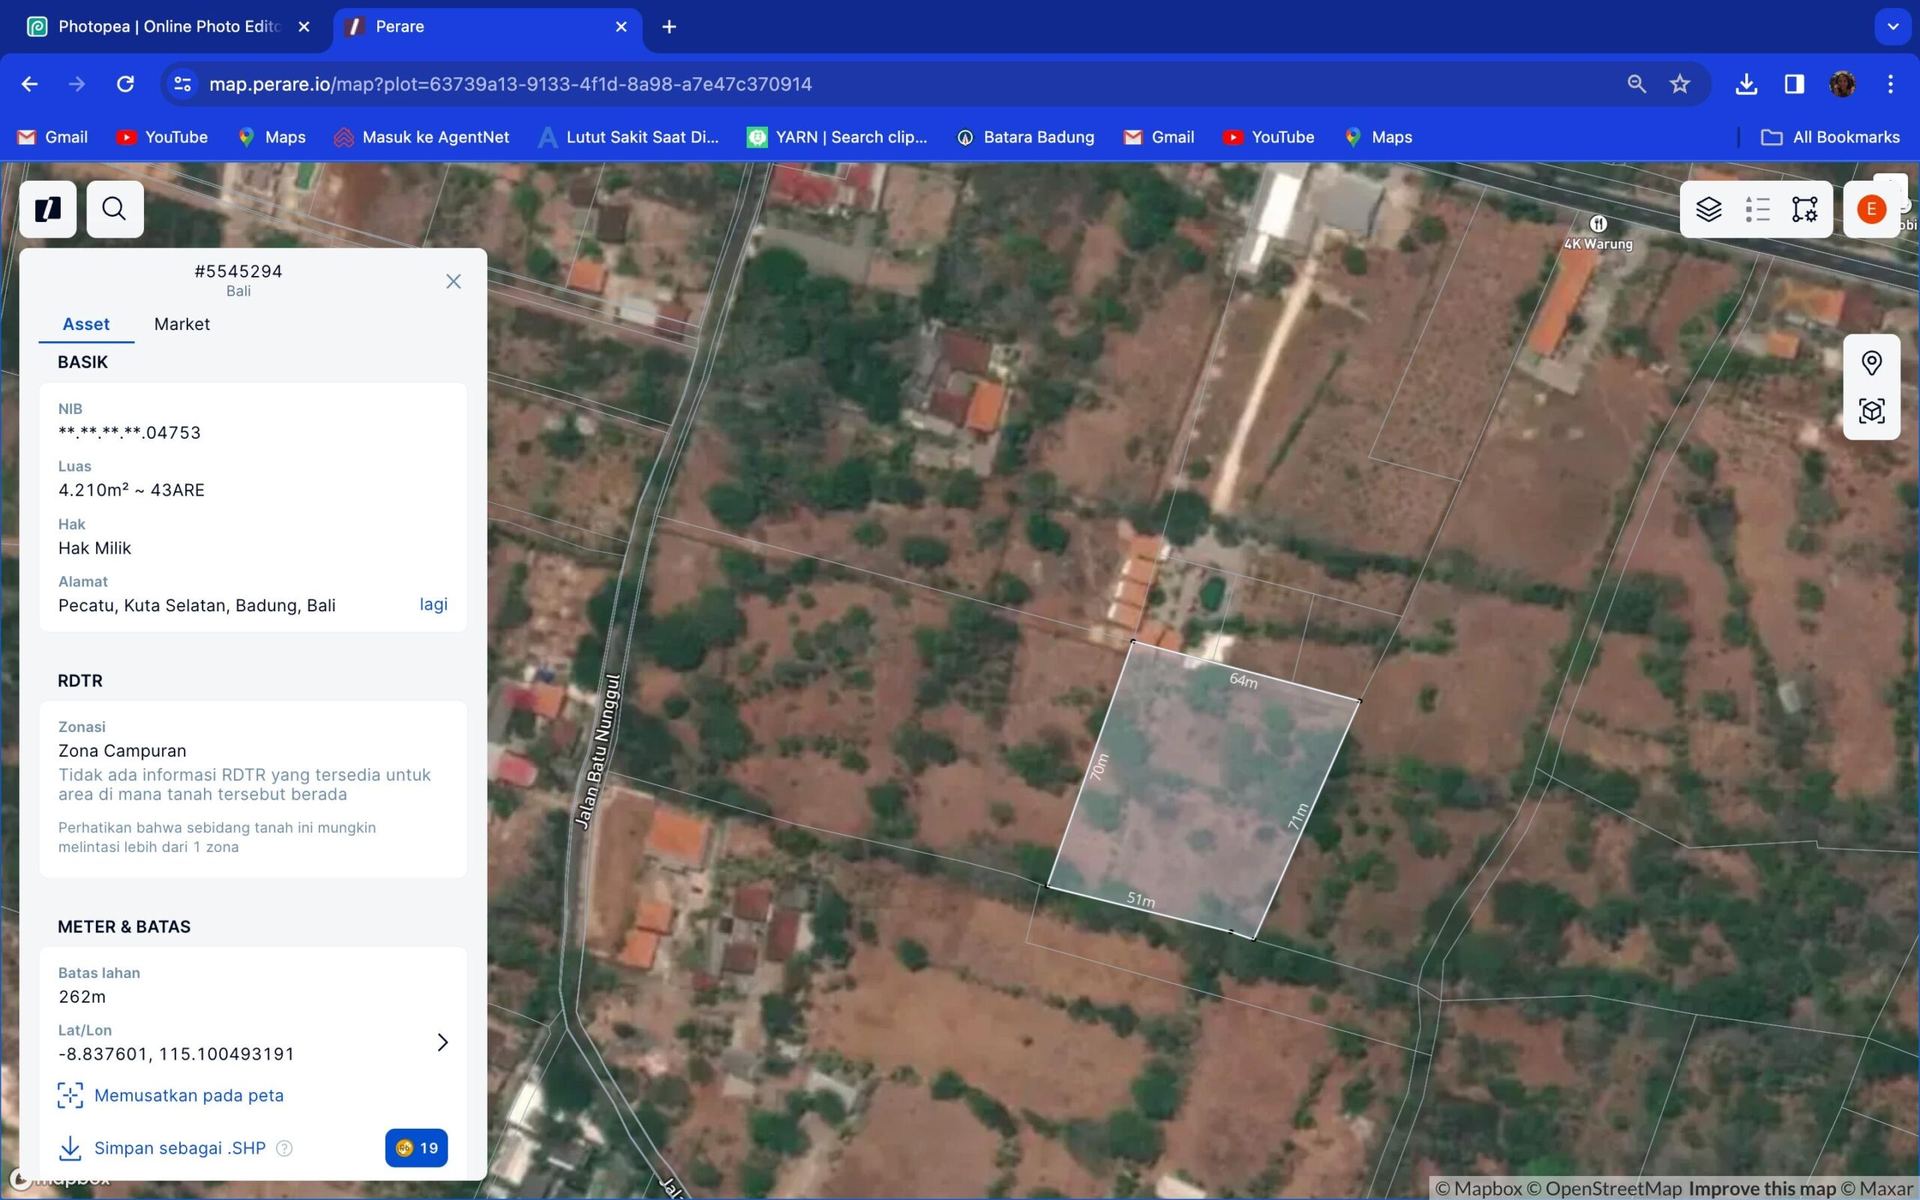 Photopea | Online Photo Edito
Perare
map.perare.io/map?plot=63739a13-9133-4f1d-8a98-a7e47c370914
Gmail
YouTube
Maps
Masuk ke AgentNet
Lutut Sakit Saat Di...
YARN | Search clip...
Batara Badung
Gmail
YouTube
Maps
All Bookmarks
E
4K Warung
#5545294
Bali
Asset
Market
BASIK
NIB
**.**.**.**.04753
Luas
4.210m² ~ 43ARE
Hak
Hak Milik
Alamat
Pecatu, Kuta Selatan, Badung, Bali
lagi
RDTR
Zonasi
Zona Campuran
Tidak ada informasi RDTR yang tersedia untuk
area di mana tanah tersebut berada
Perhatikan bahwa sebidang tanah ini mungkin
melintasi lebih dari 1 zona
METER & BATAS
Batas lahan
262m
Lat/Lon
-8.837601, 115.100493191
Memusatkan pada peta
Simpan sebagai .SHP
19
Jalan Batu Nunggul
64m
70m
71m
51m
© Mapbox © OpenStreetMap Improve this map © Maxar